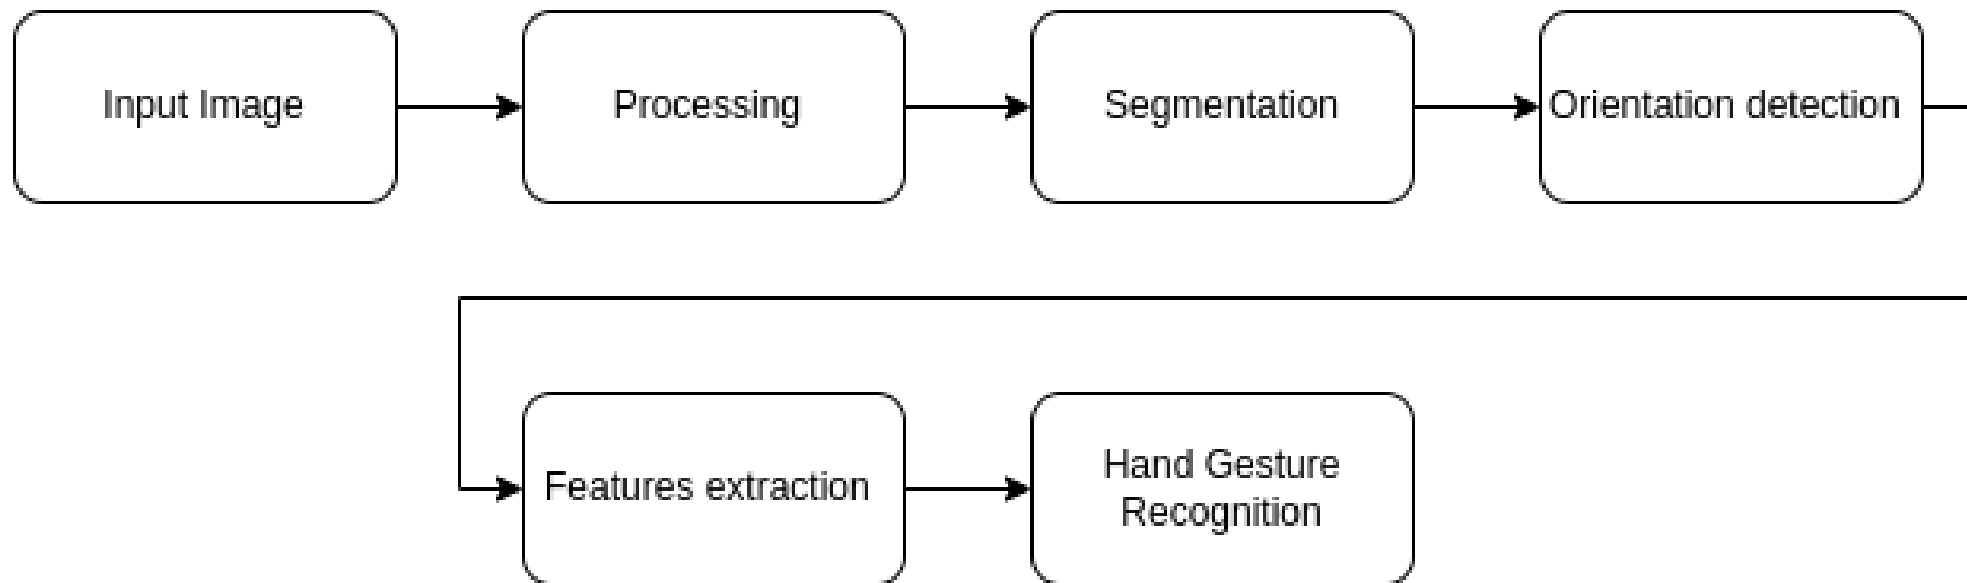 Input Image
Processing
Segmentation
Orientation detection
Features extraction
Hand Gesture
Recognition